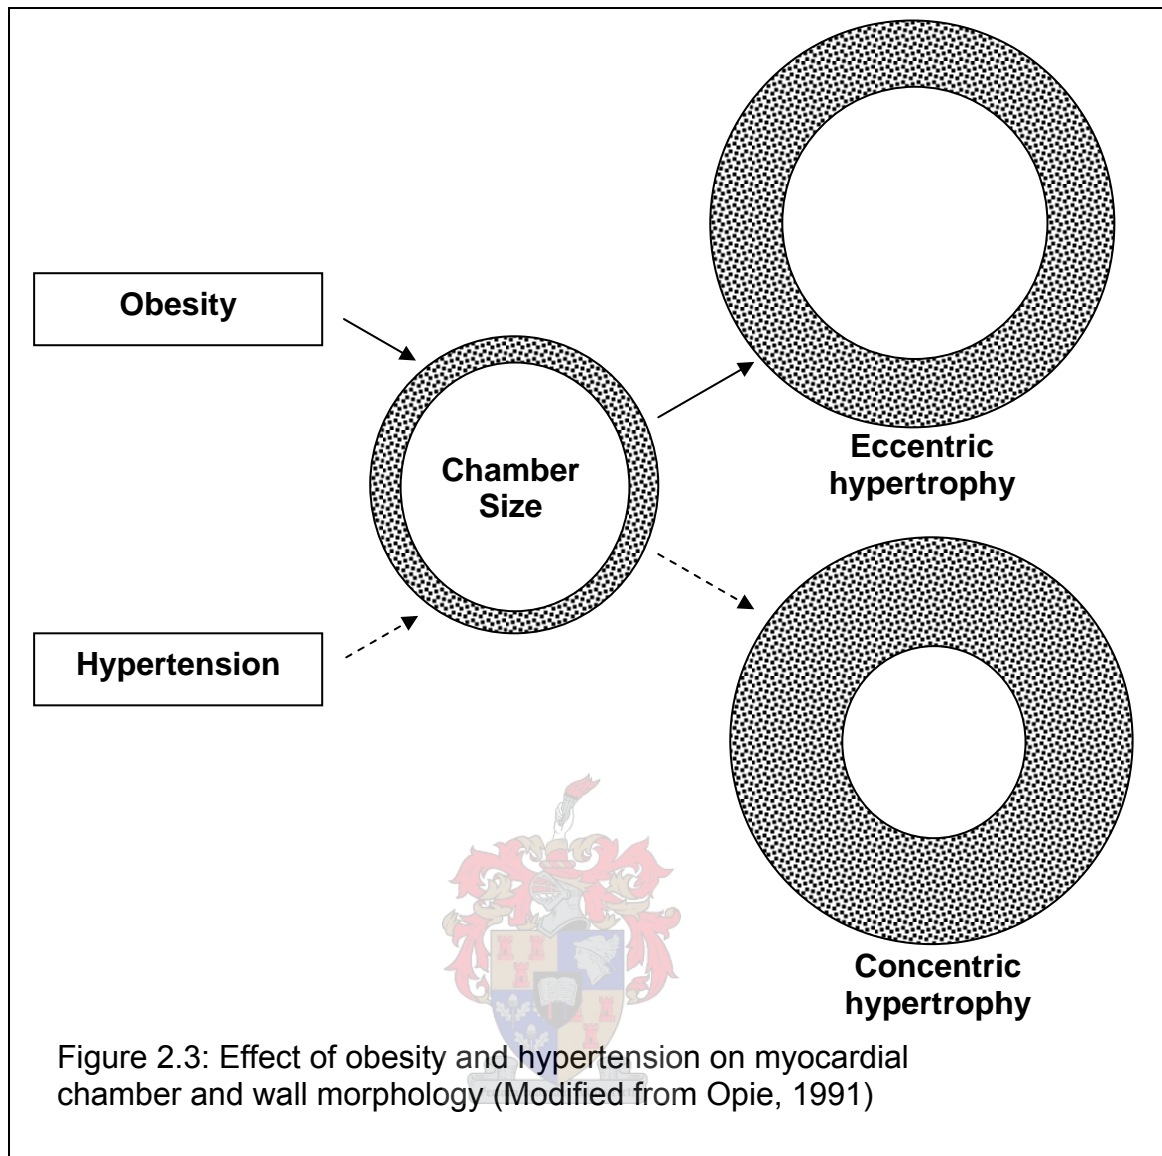 Obesity
Hypertension
Chamber
Size
Eccentric
hypertrophy
Concentric
hypertrophy
Figure 2.3: Effect of obesity and hypertension on myocardial
chamber and wall morphology (Modified from Opie, 1991)